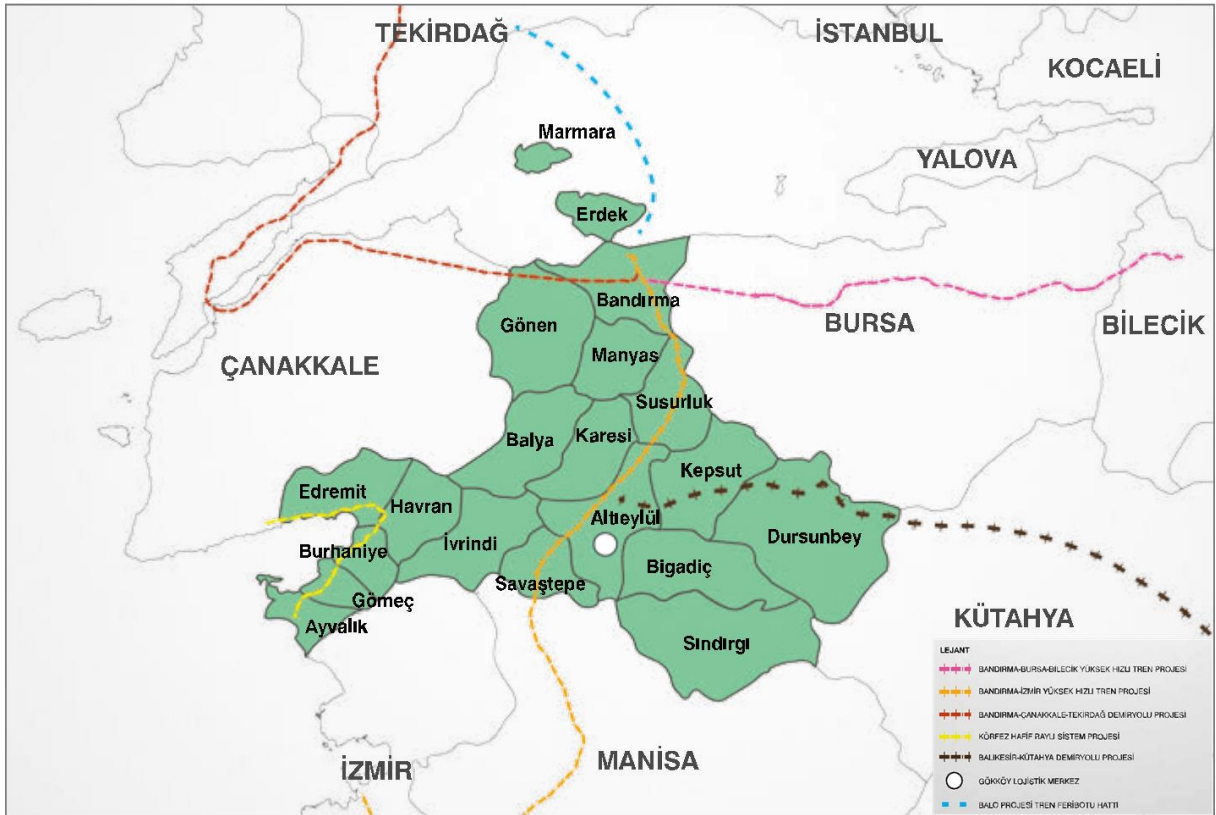 TEKİRDAĞ
İSTANBUL
KOCAELİ
Marmara
YALOVA
Erdek
Bandırma
BURSA
BİLECİK
Gönen
ÇANAKKALE
Manyas
Susurluk
Balya
Karesi
Kepsut
Edremit
Havran
Altıeylül
Dursunbey
Burhaniye
İvrindi
Savaştepe
Bigadiç
Gömeç
Ayvalık
KÜTAHYA
Sındırgı
MANİSA
İZMİR
LEJANT
BANDIRMA-BURSA-BİLECİK YÜKSEK HIZLI TREN PROJESİ
BANDIRMA-İZMİR YÜKSEK HIZLI TREN PROJESİ
BANDIRMA-ÇANAKKALE-TEKİRDAĞ DEMİRYOLU PROJESİ
KÖRFEZ HAFİF RAYLI SİSTEM PROJESİ
BALIKESİR-KÜTAHYA DEMİRYOLU PROJESİ
GÖKKÖY LOJİSTİK MERKEZ
BALO PROJESİ TREN FERİBOTU HATTI